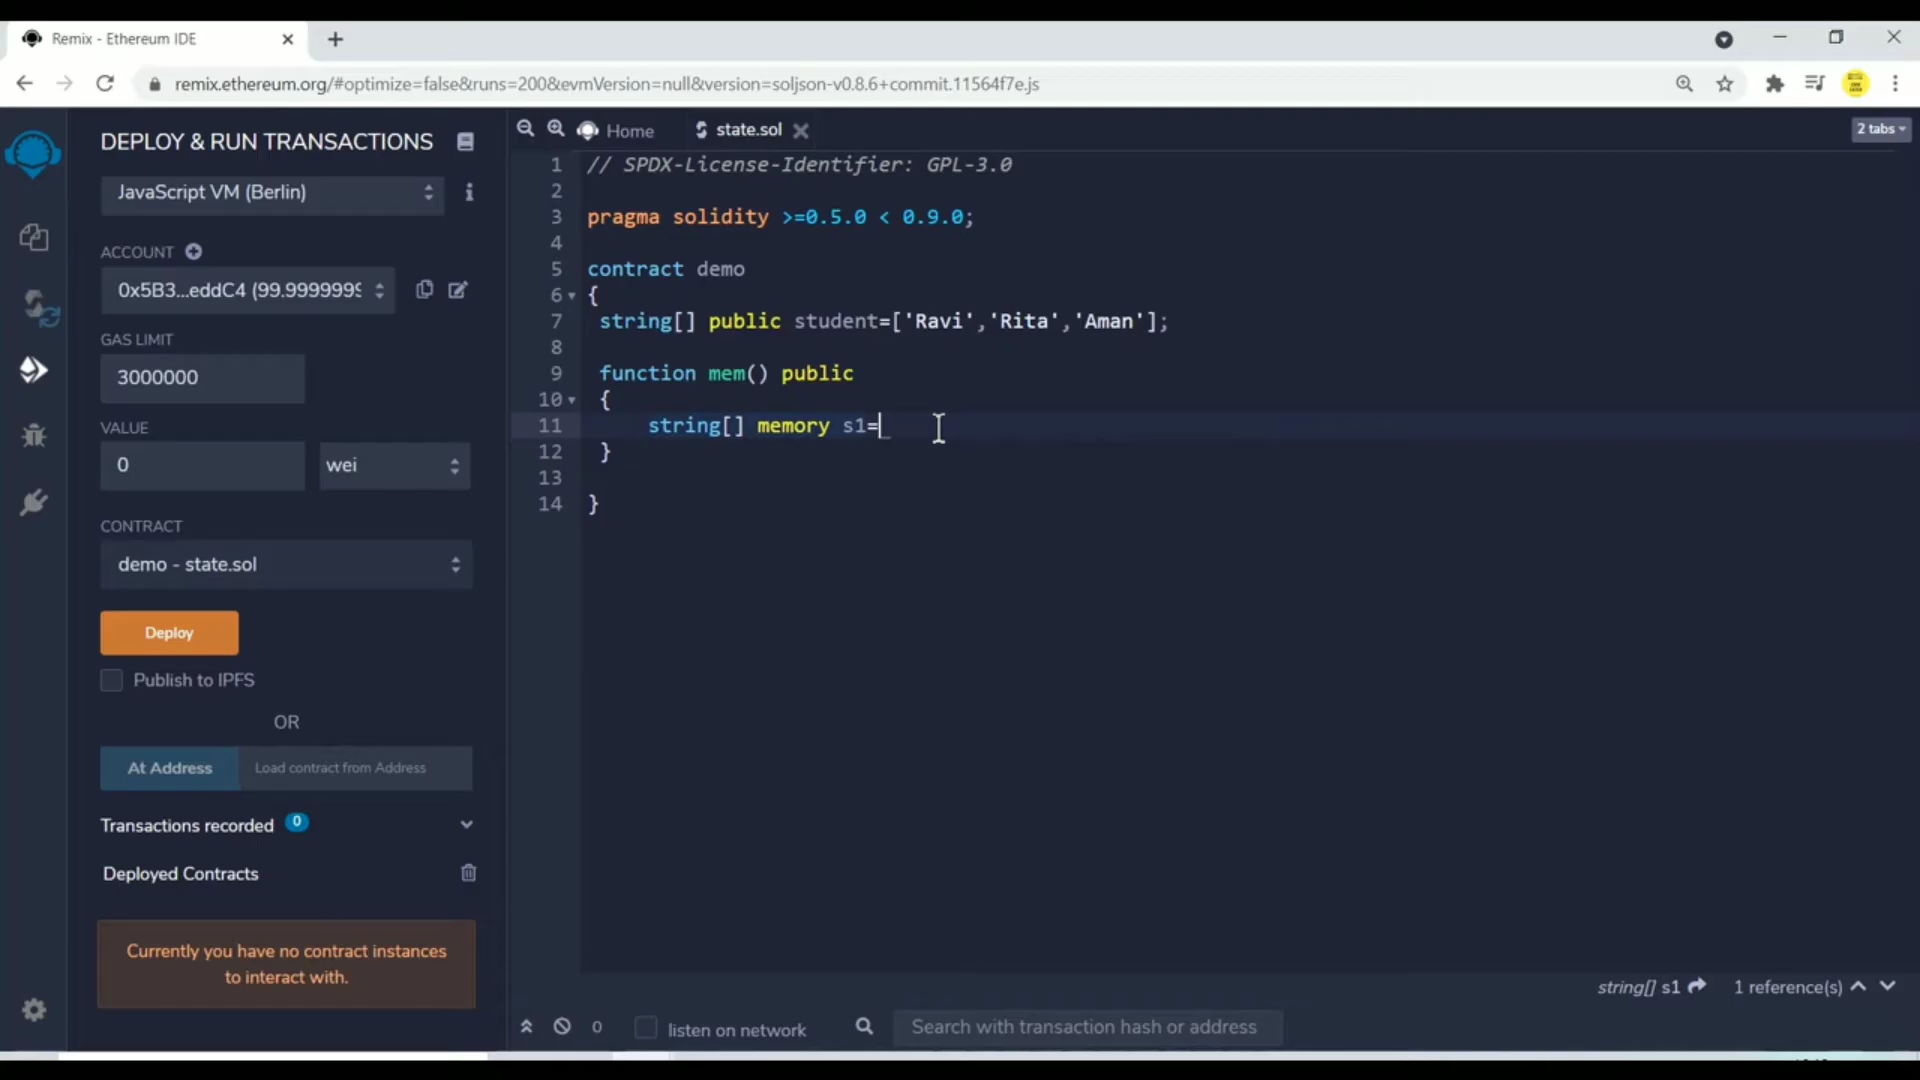 Remix - Ethereum IDE
remix.ethereum.org/#optimize=false&runs=200&evmVersion=null&version=soljson-v0.8.6+commit.11564f7e.js
DEPLOY & RUN TRANSACTIONS
JavaScript VM (Berlin)
ACCOUNT
0x5B3...eddC4 (99.9999999
GAS LIMIT
3000000
VALUE
0
wei
CONTRACT
demo - state.sol
Deploy
Publish to IPFS
OR
At Address
Load contract from Address
Transactions recorded 0
Deployed Contracts
Currently you have no contract instances
to interact with.
Home
state.sol
2 tabs
1 // SPDX-License-Identifier: GPL-3.0
2
3 pragma solidity >=0.5.0 < 0.9.0;
4
5 contract demo
6 {
7 string[] public student=['Ravi','Rita','Aman'];
8
9 function mem() public
10 {
11 string[] memory s1=_
12 }
13
14 }
string[] s1 1 reference(s)
0 listen on network Search with transaction hash or address